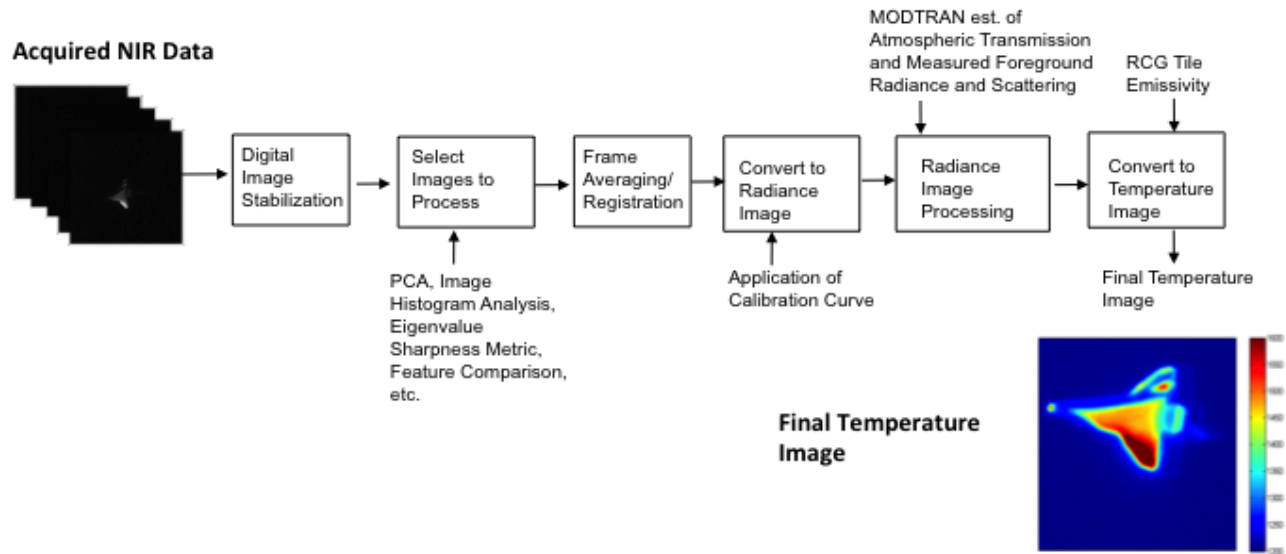 Acquired NIR Data
Digital
Image
Stabilization
Select
Images to
Process
PCA, Image
Histogram Analysis,
Eigenvalue
Sharpness Metric,
Feature Comparison,
etc.
Frame
Averaging/
Registration
Convert to
Radiance
Image
Application of
Calibration Curve
MODTRAN est. of
Atmospheric Transmission
and Measured Foreground
Radiance and Scattering
Radiance
Image
Processing
RCG Tile
Emissivity
Convert to
Temperature
Image
Final Temperature
Image
Final Temperature
Image